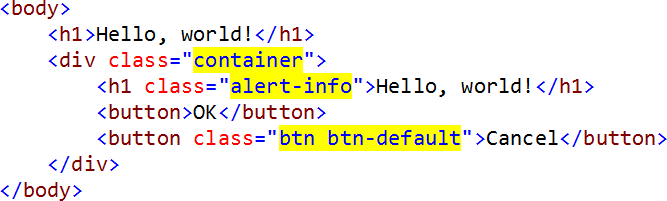 <body>
    <h1>Hello, world!</h1>
    <div class="container">
        <h1 class="alert-info">Hello, world!</h1>
        <button>OK</button>
        <button class="btn btn-default">Cancel</button>
    </div>
</body>